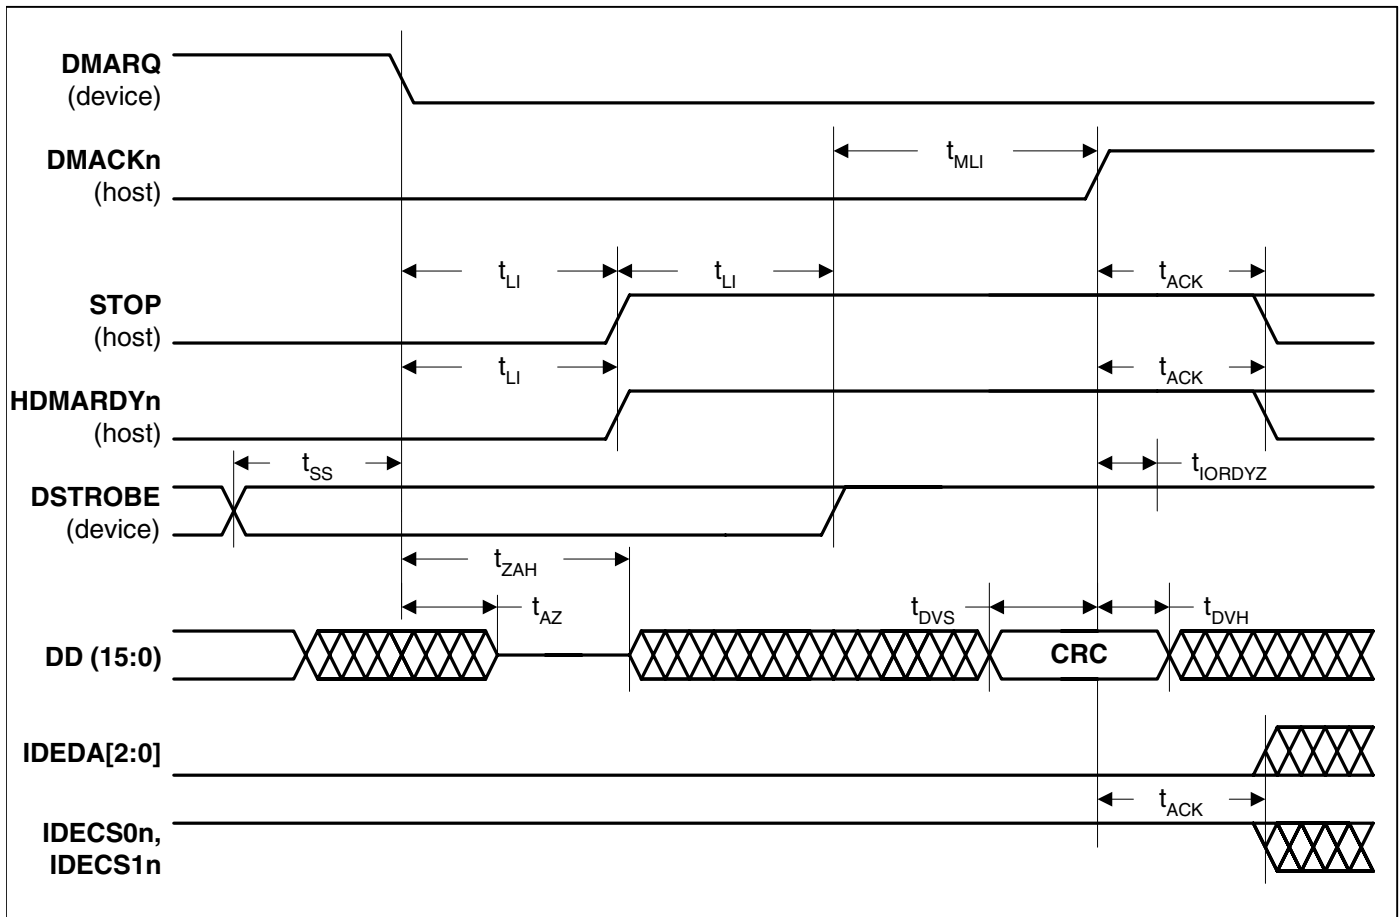 DMARQ
(device)
DMACKn
(host)
tMLI
tLI
tLI
tACK
STOP
(host)
tLI
tACK
HDMARDYn
(host)
tSS
tIORDYZ
DSTROBE
(device)
tZAH
tAZ
tDVS
tDVH
DD (15:0)
CRC
IDEDA[2:0]
tACK
IDECS0n,
IDECS1n